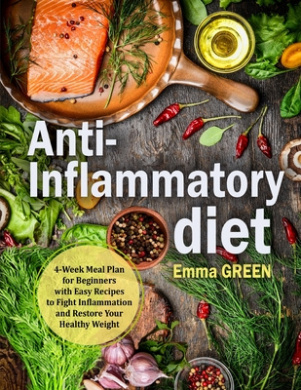 Anti-
Inflammatory
diet
Emma GREEN
4-Week Meal Plan
for Beginners
with Easy Recipes
to Fight Inflammation
and Restore Your
Healthy Weight